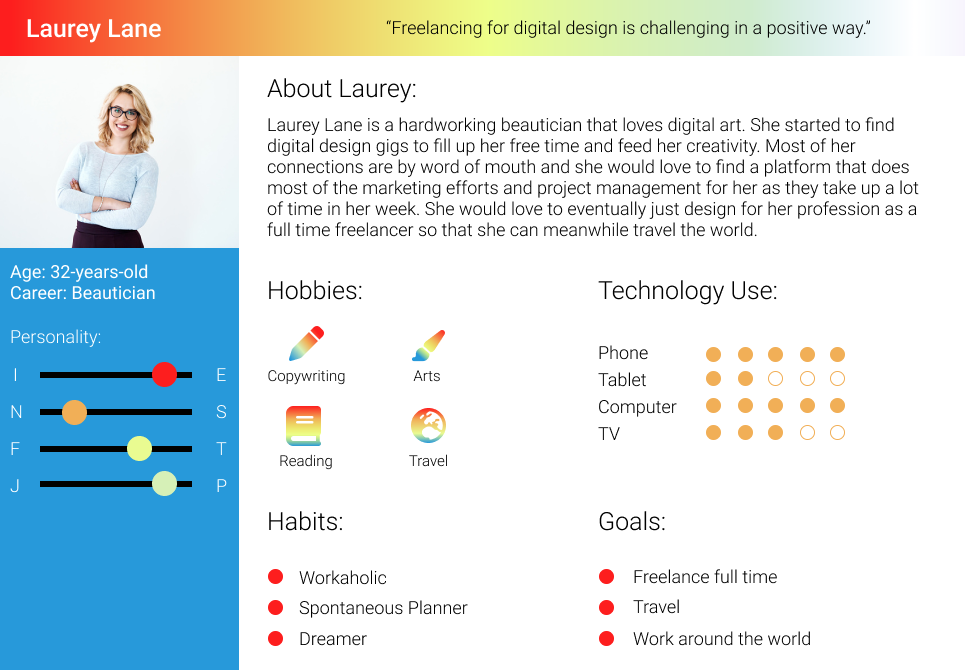 Laurey Lane
“Freelancing for digital design is challenging in a positive way.”
Age: 32-years-old
Career: Beautician
Personality:
I E
N S
F T
J P
About Laurey:
Laurey Lane is a hardworking beautician that loves digital art. She started to find
digital design gigs to fill up her free time and feed her creativity. Most of her
connections are by word of mouth and she would love to find a platform that does
most of the marketing efforts and project management for her as they take up a lot
of time in her week. She would love to eventually just design for her profession as a
full time freelancer so that she can meanwhile travel the world.
Hobbies:
Copywriting
Arts
Reading
Travel
Technology Use:
Phone
Tablet
Computer
TV
Habits:
Workaholic
Spontaneous Planner
Dreamer
Goals:
Freelance full time
Travel
Work around the world